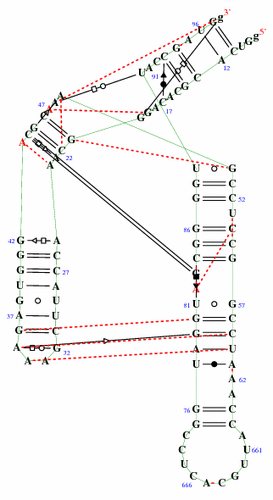 3'
96 g
U g
A 5'
G U G g
C C
U A C A
91 G 12
C
A A
47 A C
A G A 17
C G
A G G
C C
22
A
U G
G C 52
G C
42 G A G U
G C 86 G C
G C 27 C G
U A
G U 81 U G 57
A U G C
37 G C G C
A G 32 A U
A A U A
A A 62
G C
76 G C
C A
U U 661
C G
666 A C